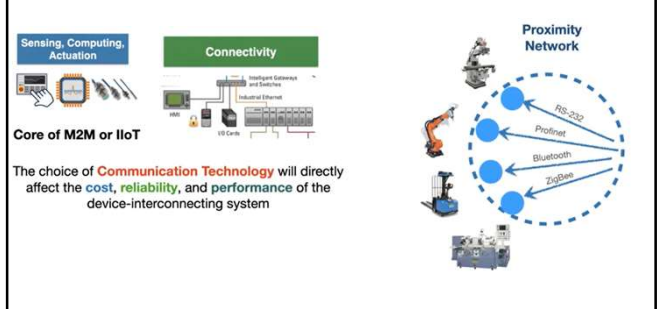 Sensing, Computing,
Actuation
Connectivity
Intelligent Gateways
and Switches
Industrial Ethernet
HMI
I/O Cards
Core of M2M or IIoT
The choice of Communication Technology will directly
affect the cost, reliability, and performance of the
device-interconnecting system
Proximity
Network
RS-232
Profinet
Bluetooth
ZigBee